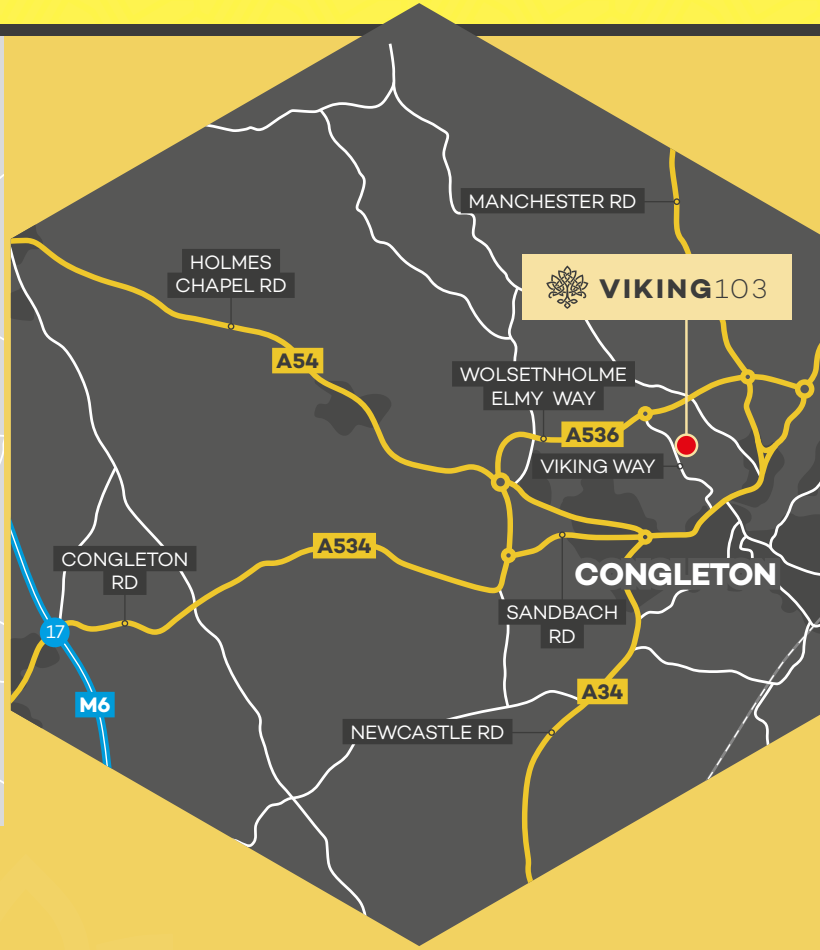 MANCHESTER RD
HOLMES
CHAPEL RD
VIKING103
A54
WOLSETNHOLME
ELMY WAY
A536
VIKING WAY
A534
CONGLETON
RD
CONGLETON
SANDBACH
RD
17
A34
M6
NEWCASTLE RD